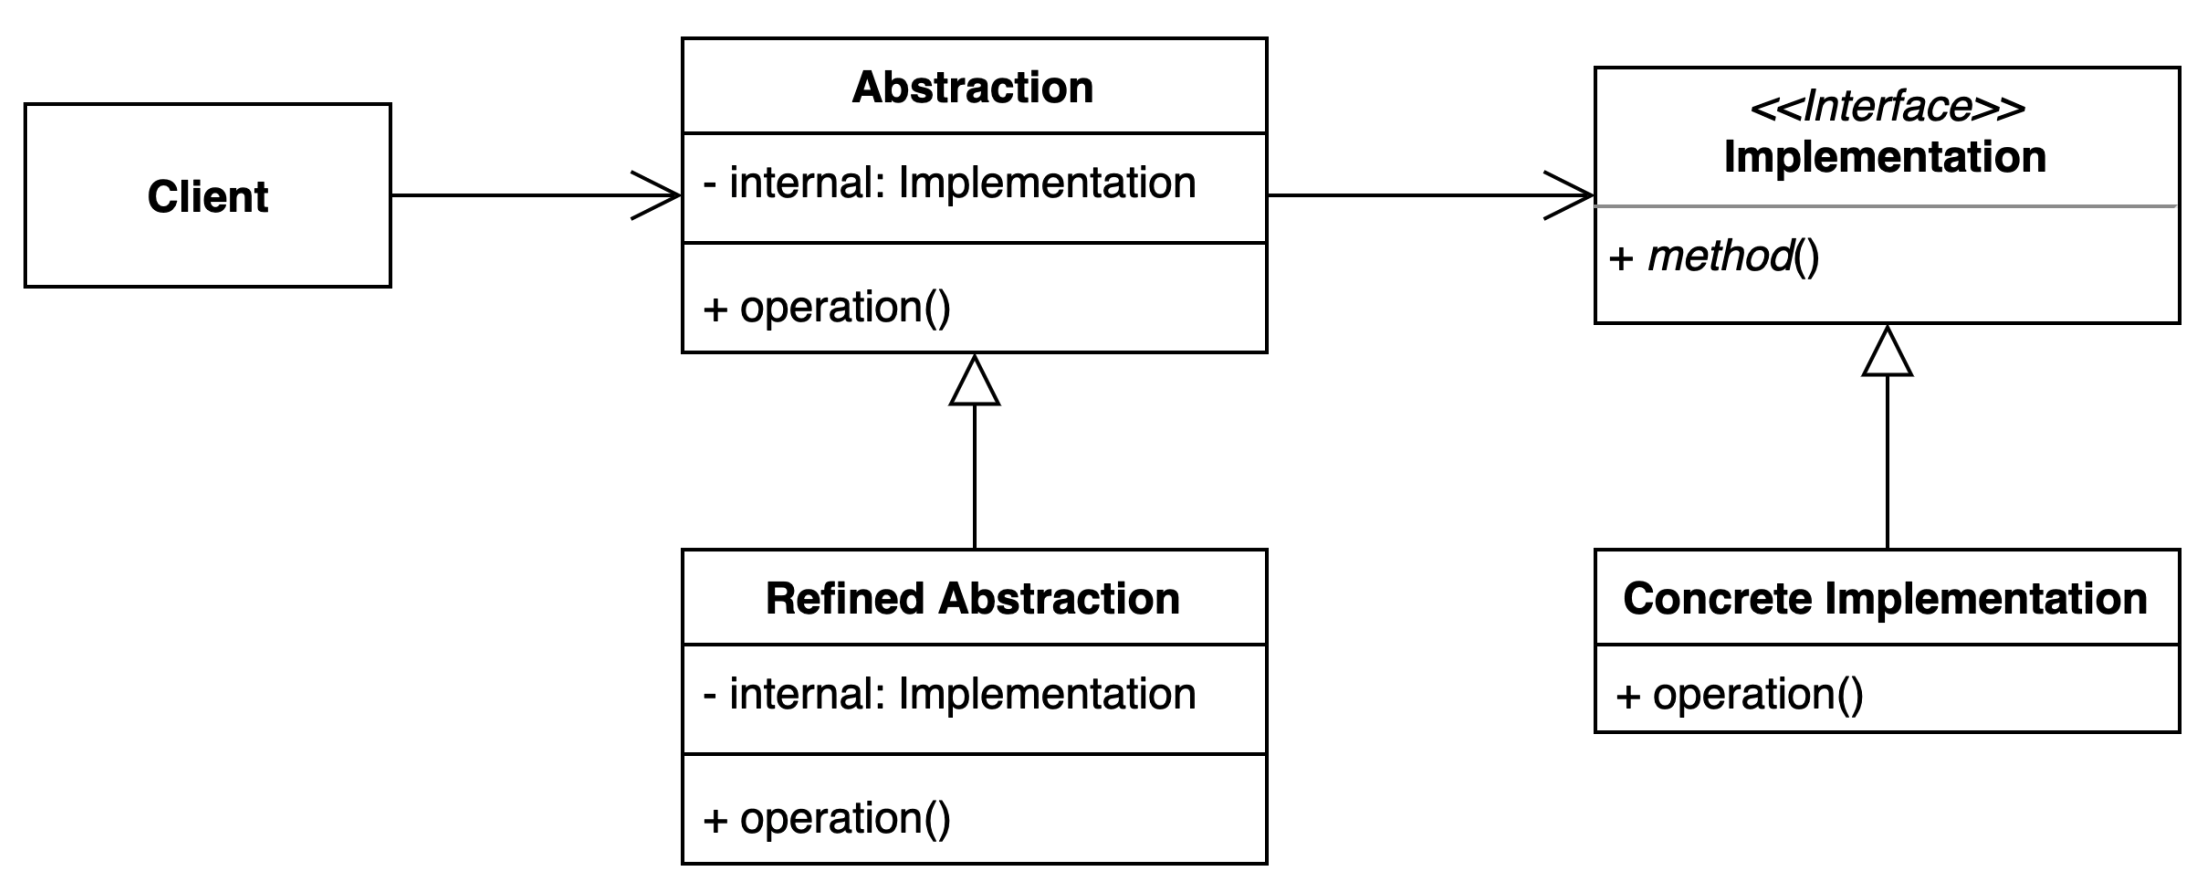 Client
Abstraction
- internal: Implementation
+ operation()
<<Interface>>
Implementation
+ method()
Refined Abstraction
- internal: Implementation
+ operation()
Concrete Implementation
+ operation()